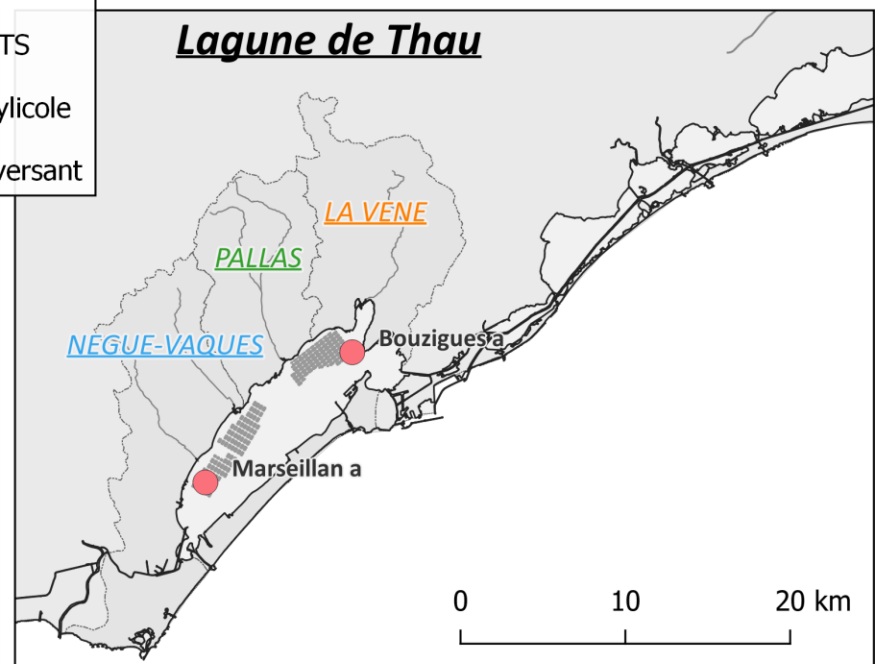 TS
ylicole
versant
Lagune de Thau
LA VENE
PALLAS
NEGUE-VAQUES
Bouzigues a
Marseillan a
0 10 20 km